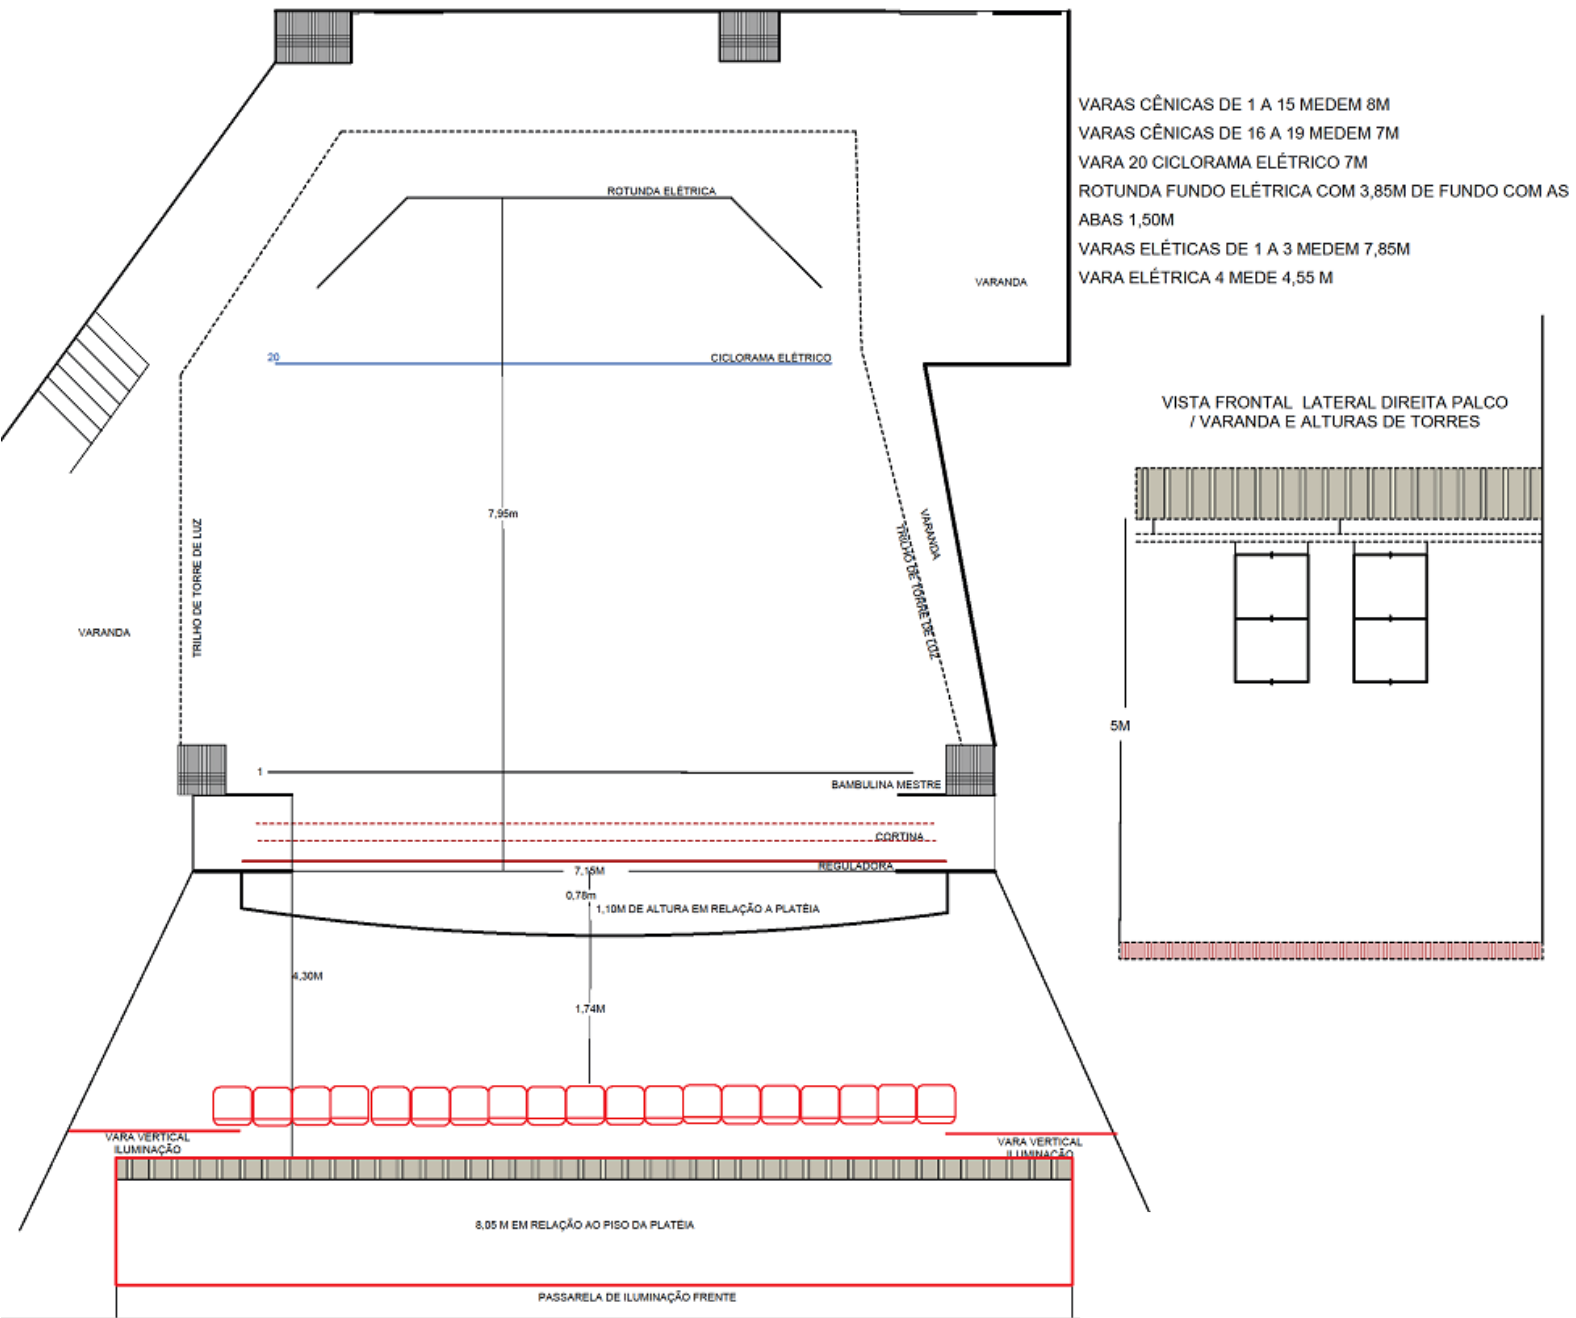 VARAS CÊNICAS DE 1 A 15 MEDEM 8M
VARAS CÊNICAS DE 16 A 19 MEDEM 7M
VARA 20 CICLORAMA ELÉTRICO 7M
ROTUNDA FUNDO ELÉTRICA COM 3,85M DE FUNDO COM AS
ABAS 1,50M
VARAS ELÉTICAS DE 1 A 3 MEDEM 7,85M
VARA ELÉTRICA 4 MEDE 4,55 M
ROTUNDA ELÉTRICA
VARANDA
20
CICLORAMA ELÉTRICO
VISTA FRONTAL LATERAL DIREITA PALCO
/ VARANDA E ALTURAS DE TORRES
7,95m
TRILHO DE TORRE DE LUZ
VARANDA
TRILHO DE TORRE DE LUZ
VARANDA
5M
1
BAMBULINA MESTRE
CORTINA
REGULADORA
7,15M
0,78m
1,10M DE ALTURA EM RELAÇÃO A PLATÉIA
4,30M
1,74M
VARA VERTICAL
ILUMINAÇÃO
VARA VERTICAL
ILUMINAÇÃO
8,05 M EM RELAÇÃO AO PISO DA PLATÉIA
PASSARELA DE ILUMINAÇÃO FRENTE